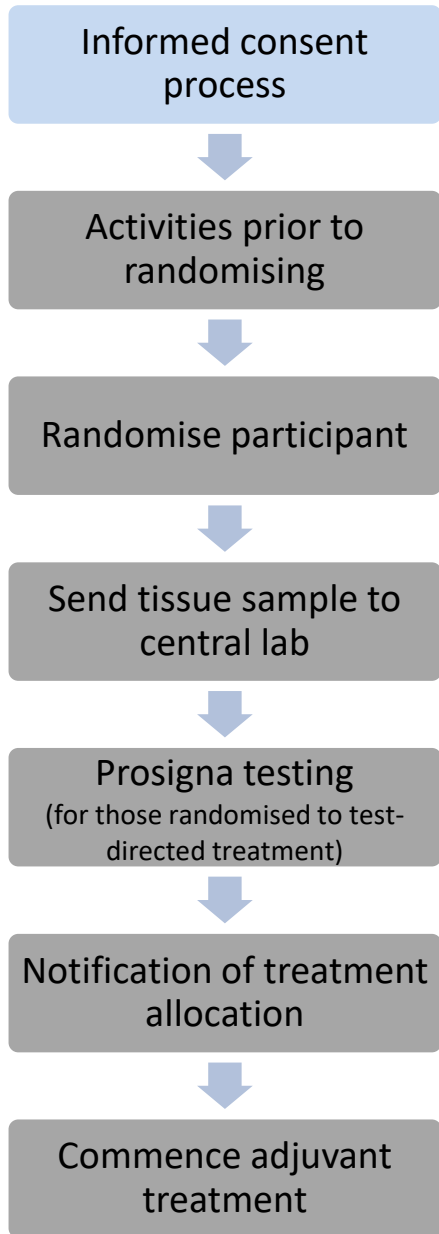 Informed consent
process
Activities prior to
randomising
Randomise participant
Send tissue sample to
central lab
Prosigna testing
(for those randomised to test-
directed treatment)
Notification of treatment
allocation
Commence adjuvant
treatment